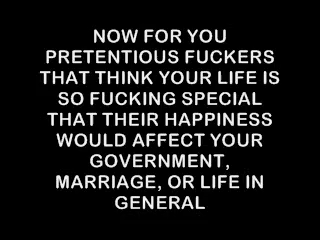 NOW FOR YOU
PRETENTIOUS FUCKERS
THAT THINK YOUR LIFE IS
SO FUCKING SPECIAL
THAT THEIR HAPPINESS
WOULD AFFECT YOUR
GOVERNMENT,
MARRIAGE, OR LIFE IN
GENERAL